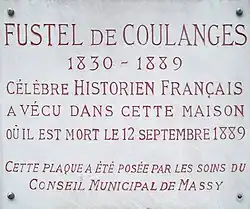 FUSTEL DE COULANGES
1830 - 1889
CÉLÈBRE HISTORIEN FRANÇAIS
A VÉCU DANS CETTE MAISON
OÙ IL EST MORT LE 12 SEPTEMBRE 1889
CETTE PLAQUE A ÉTÉ POSÉE PAR LES SOINS DU
CONSEIL MUNICIPAL DE MASSY